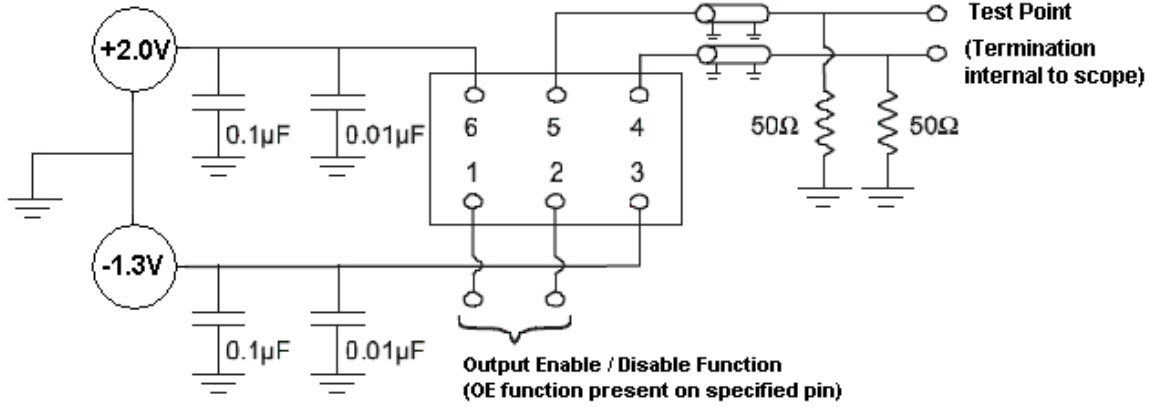 +2.0V
Test Point
(Termination
internal to scope)
0.1µF
0.01µF
6
5
4
50Ω
50Ω
1
2
3
-1.3V
0.1µF
0.01µF
Output Enable / Disable Function
(OE function present on specified pin)